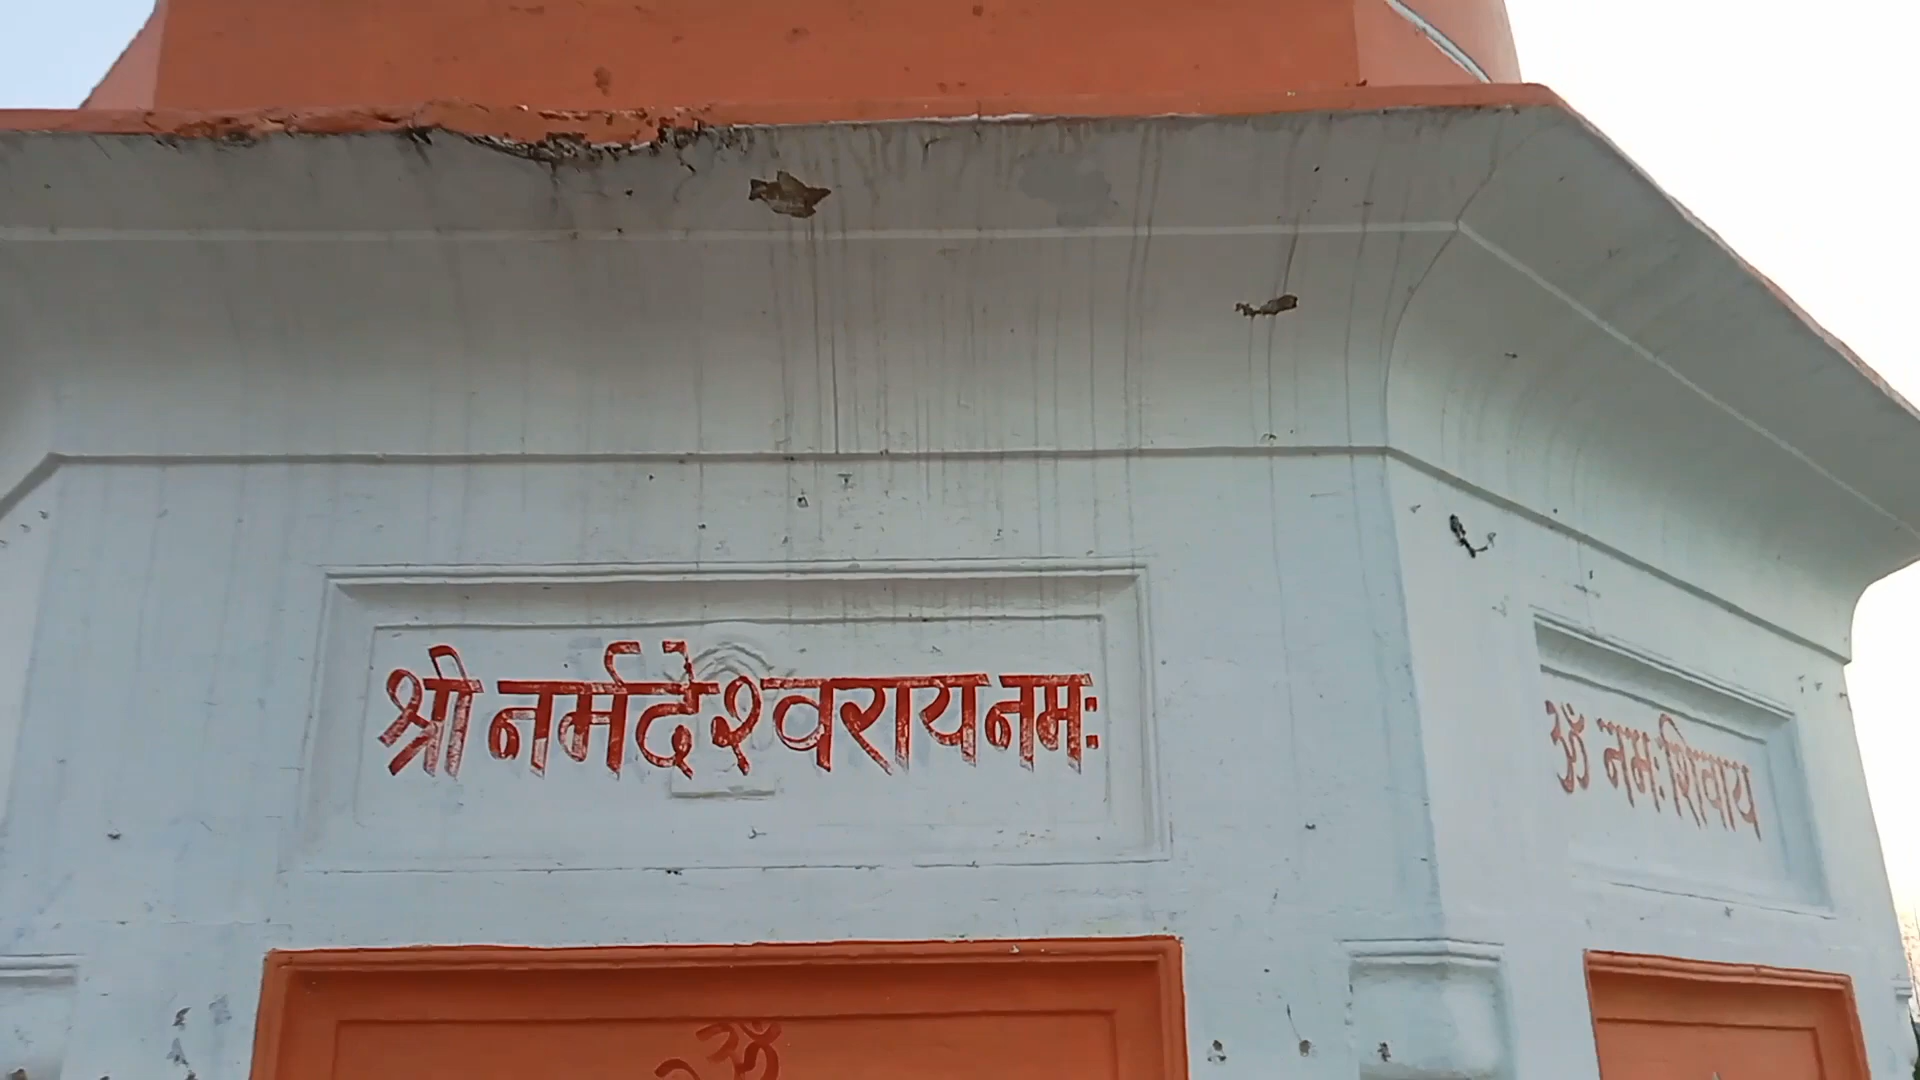 श्री नर्मदेश्वराय नमः
ॐ नमः शिवाय
ॐ